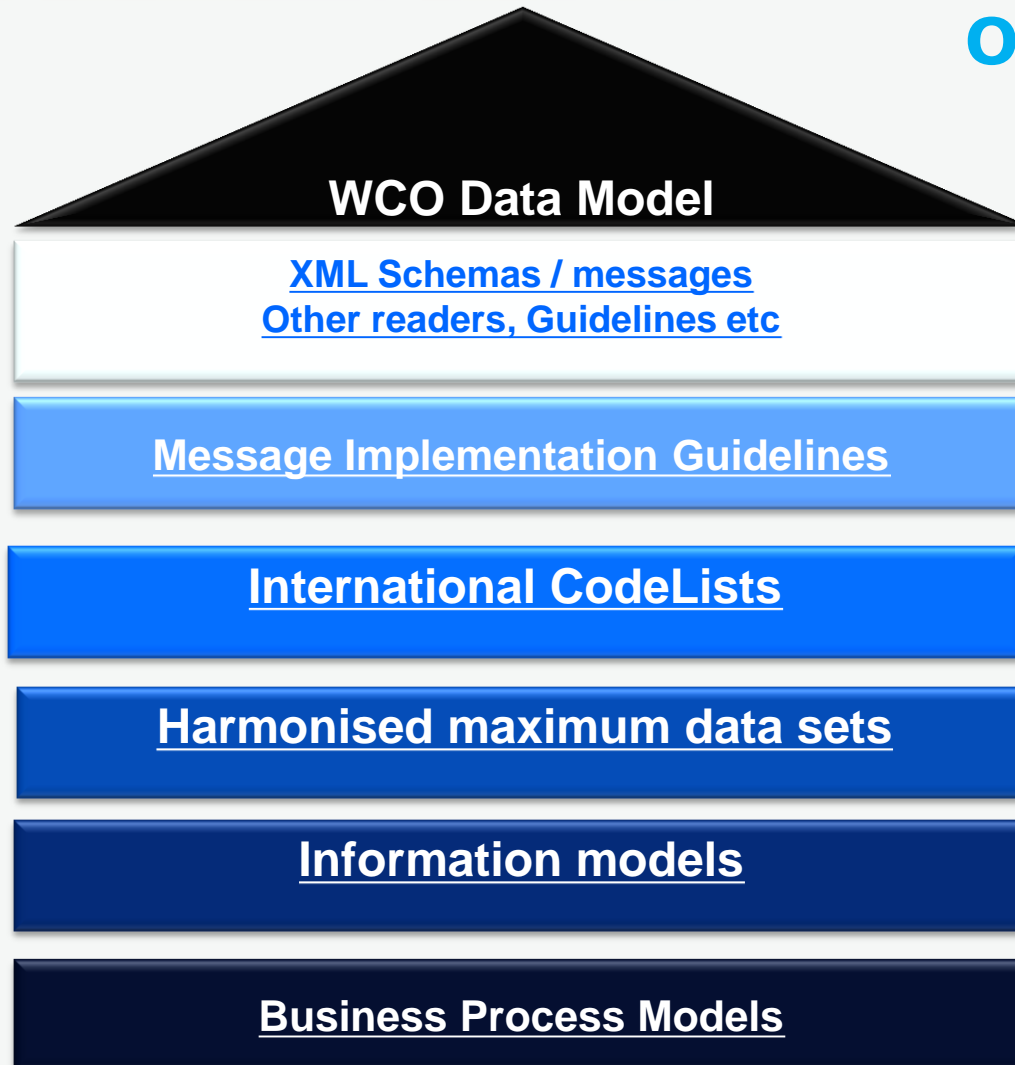 WCO Data Model
XML Schemas / messages
Other readers, Guidelines etc
Message Implementation Guidelines
International CodeLists
Harmonised maximum data sets
Information models
Business Process Models